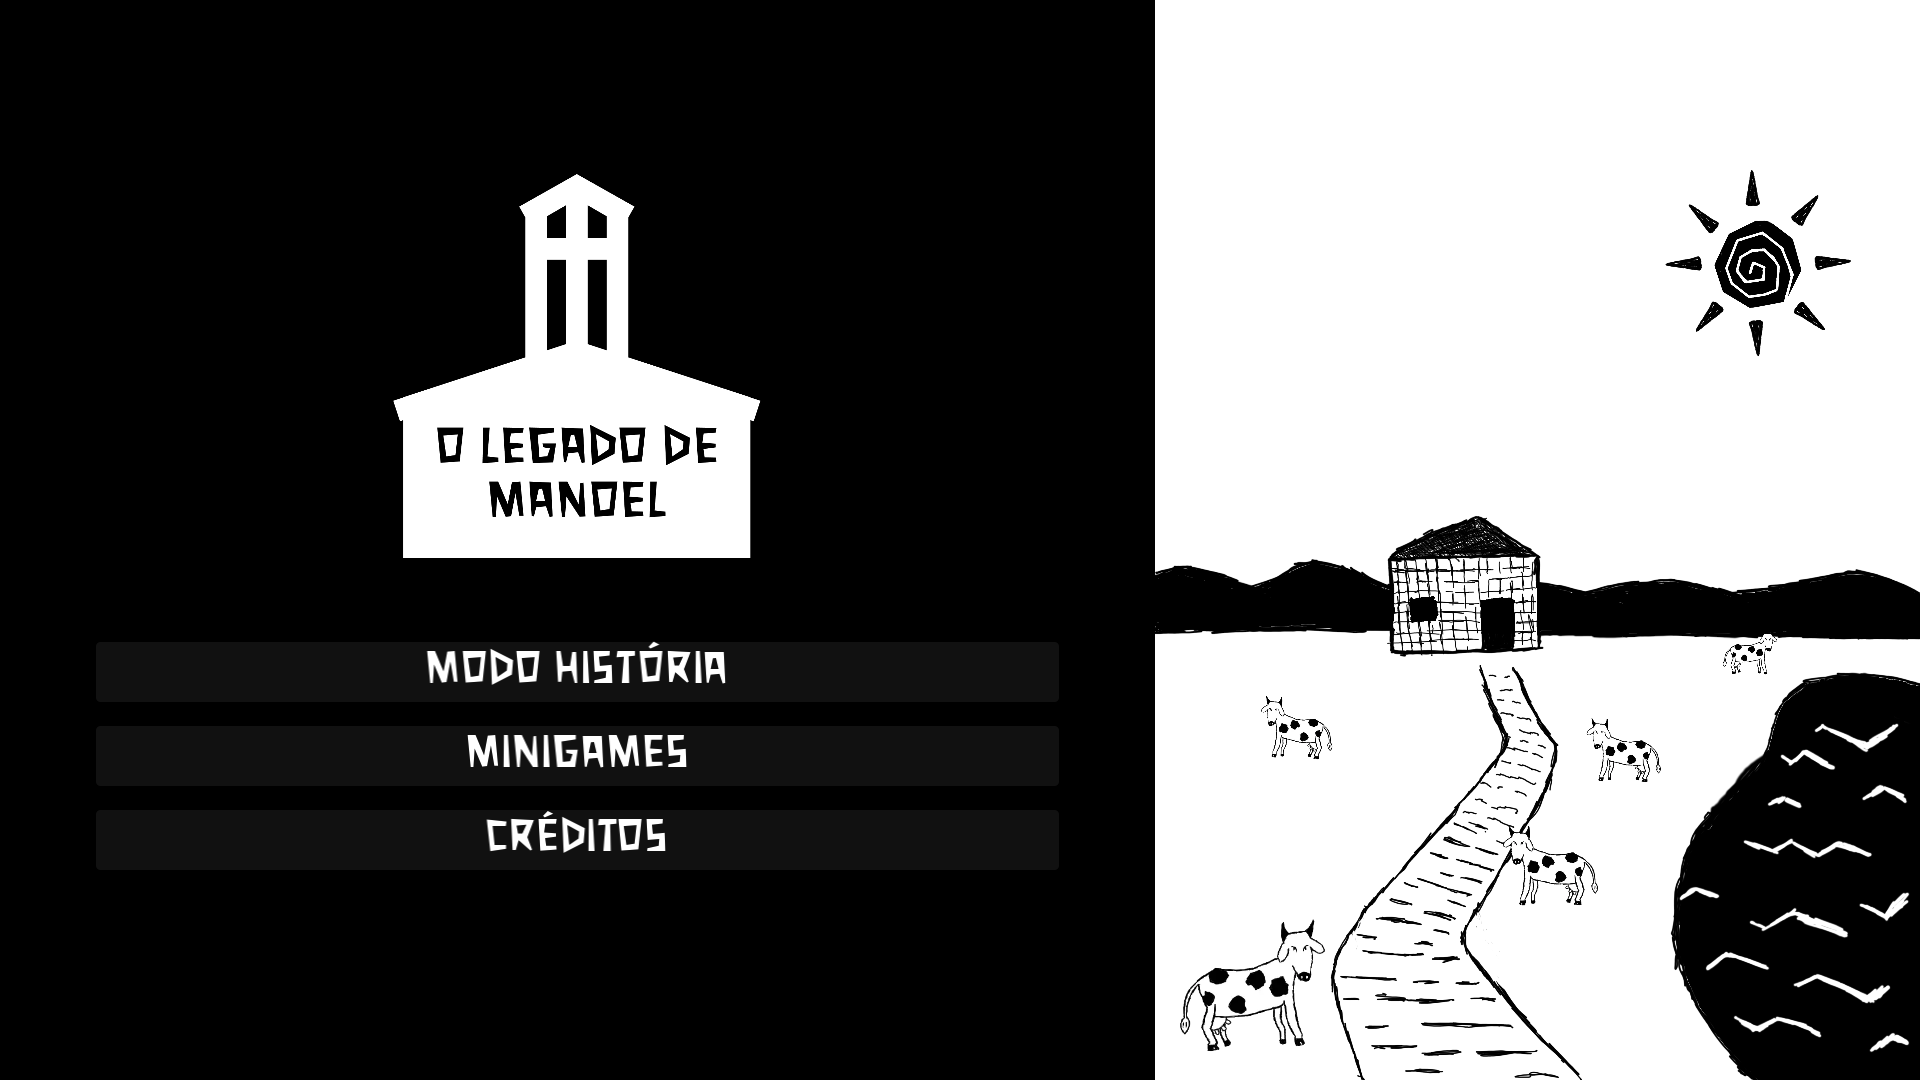 O LEGADO DE
MANOEL
MODO HISTÓRIA
MINIGAMES
CRÉDITOS